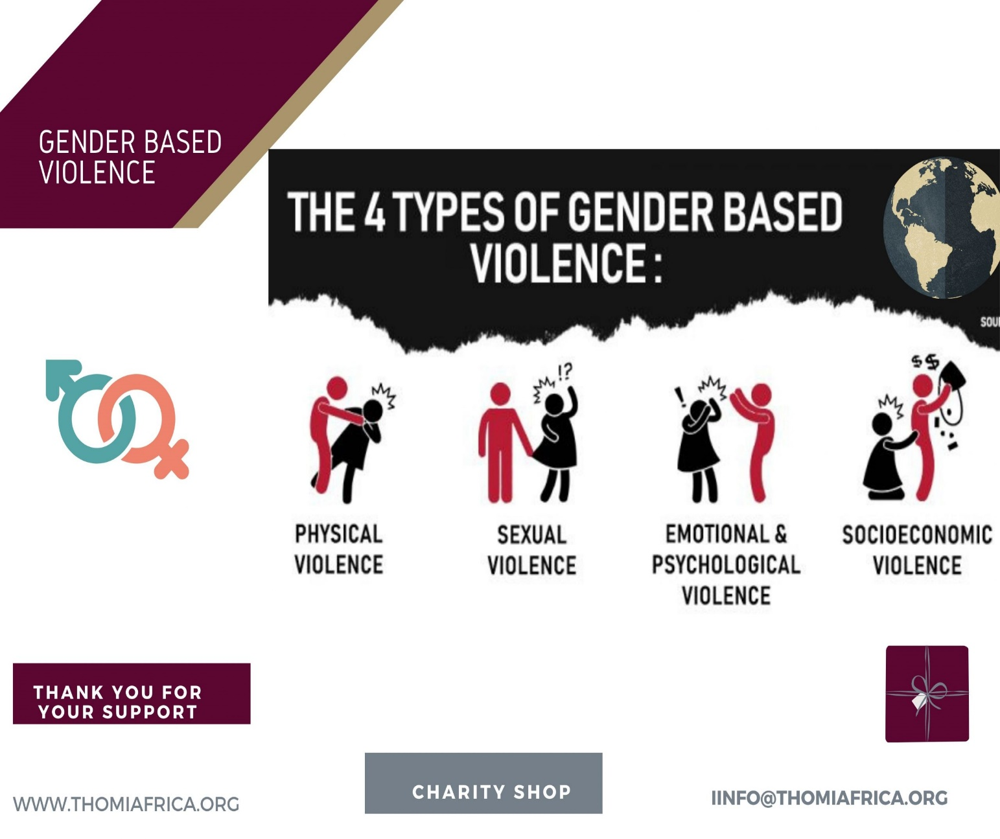 GENDER BASED
VIOLENCE
THE 4 TYPES OF GENDER BASED
VIOLENCE :
!?
!
$$
PHYSICAL
VIOLENCE
SEXUAL
VIOLENCE
EMOTIONAL &
PSYCHOLOGICAL
VIOLENCE
SOCIOECONOMIC
VIOLENCE
THANK YOU FOR
YOUR SUPPORT
CHARITY SHOP
WWW.THOMIAFRICA.ORG
IINFO@THOMIAFRICA.ORG